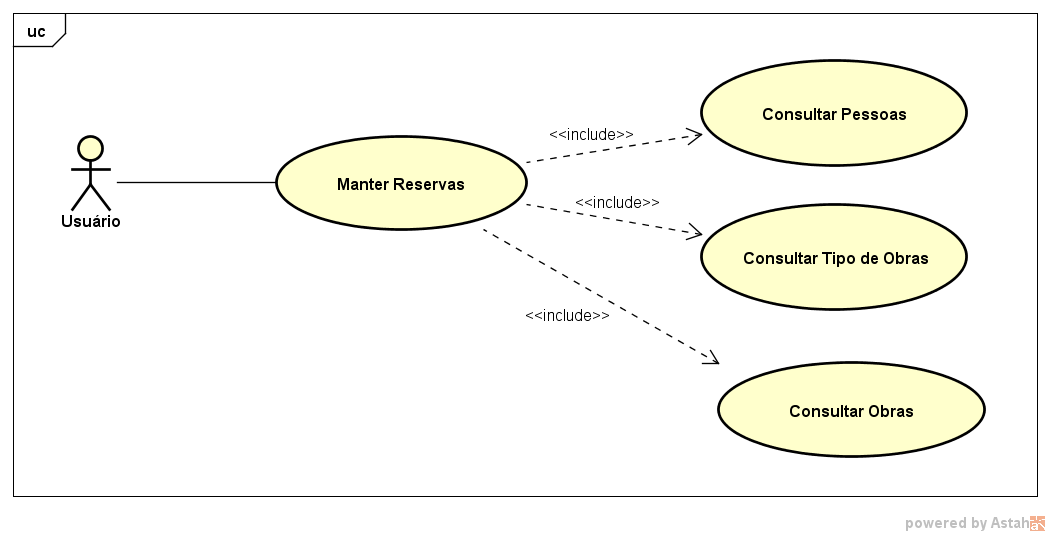 uc
Consultar Pessoas
<<include>>
Manter Reservas
<<include>>
Usuário
Consultar Tipo de Obras
<<include>>
Consultar Obras
powered by Astah